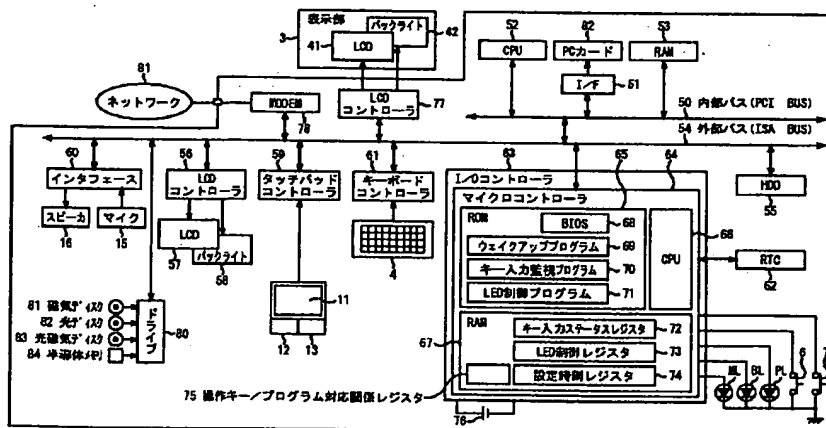 3
表示部
バックライト
42
41
LCD
52
CPU
82
PCカード
53
RAM
I/F
51
81
ネットワーク
MODEM
78
LCD
コントローラ
77
50 内部バス(PCI BUS)
54 外部バス(ISA BUS)
60
インタフェース
56
LCD
コントローラ
59
タッチパッド
コントローラ
61
キーボード
コントローラ
スピーカ
16
マイク
15
LCD
57
バックライト
58
4
11
12
13
81 磁気ディスク
82 光ディスク
83 光磁気ディスク
84 半導体メモリ
ドライブ
80
63
I/Oコントローラ
65
64
マイクロコントローラ
ROM
BIOS
68
ウェイクアッププログラム
69
キー入力監視プログラム
70
LED制御プログラム
71
CPU
66
HDD
55
RTC
62
67
RAM
キー入力ステータスレジスタ
72
LED制御レジスタ
73
設定時刻レジスタ
74
75 操作キー/プログラム対応関係レジスタ
76
ML
BL
PL
6